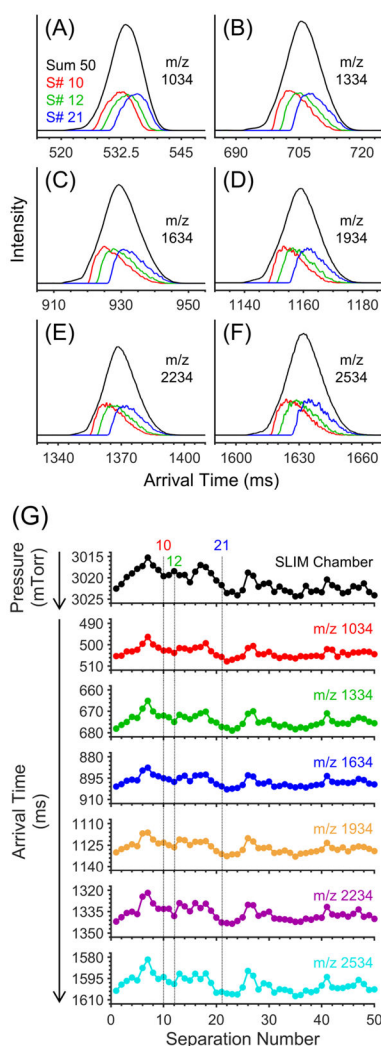 (A)
Sum 50
S# 10
S# 12
S# 21
m/z
1034
520 532.5 545
(B)
m/z
1334
690 705 720
(C)
m/z
1634
910 930 950
(D)
m/z
1934
1140 1160 1180
(E)
m/z
2234
1340 1370 1400
(F)
m/z
2534
1600 1630 1660
Intensity
Arrival Time (ms)
(G)
10
12
21
Pressure
(mTorr)
3015
3020
3025
SLIM Chamber
Arrival Time
(ms)
490
500
510
m/z 1034
660
670
680
m/z 1334
880
895
910
m/z 1634
1110
1125
1140
m/z 1934
1320
1335
1350
m/z 2234
1580
1595
1610
m/z 2534
0 10 20 30 40 50
Separation Number